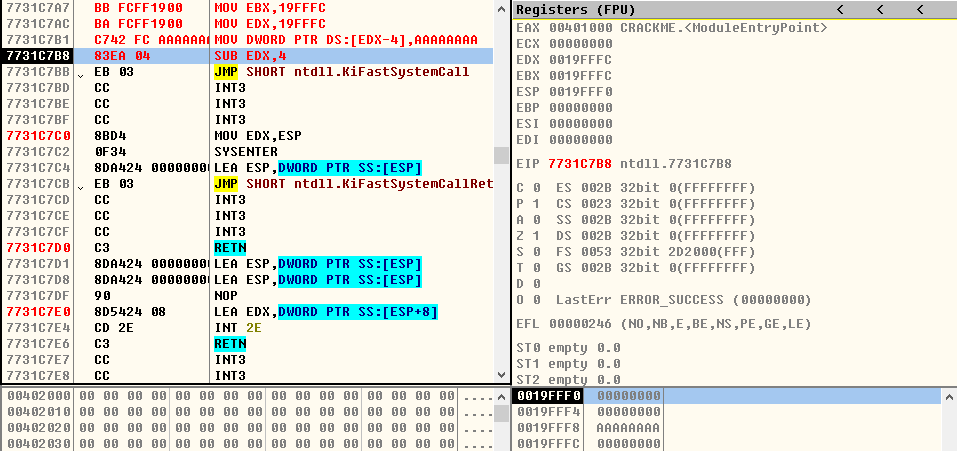 7731C7A7 BB FCFF1900 MOV EBX,19FFFC
7731C7AC BA FCFF1900 MOV EDX,19FFFC
7731C7B1 C742 FC AAAAAAA MOV DWORD PTR DS:[EDX-4],AAAAAAAA
7731C7B8 83EA 04 SUB EDX,4
7731C7BB EB 03 JMP SHORT ntdll.KiFastSystemCall
7731C7BD CC INT3
7731C7BE CC INT3
7731C7BF CC INT3
7731C7C0 8BD4 MOV EDX,ESP
7731C7C2 0F34 SYSENTER
7731C7C4 8DA424 0000000 LEA ESP,DWORD PTR SS:[ESP]
7731C7CB EB 03 JMP SHORT ntdll.KiFastSystemCallRet
7731C7CD CC INT3
7731C7CE CC INT3
7731C7CF CC INT3
7731C7D0 C3 RETN
7731C7D1 8DA424 0000000 LEA ESP,DWORD PTR SS:[ESP]
7731C7D8 8DA424 0000000 LEA ESP,DWORD PTR SS:[ESP]
7731C7DF 90 NOP
7731C7E0 8D5424 08 LEA EDX,DWORD PTR SS:[ESP+8]
7731C7E4 CD 2E INT 2E
7731C7E6 C3 RETN
7731C7E7 CC INT3
7731C7E8 CC INT3
Registers (FPU) < < <
EAX 00401000 CRACKME.<ModuleEntryPoint>
ECX 00000000
EDX 0019FFFC
EBX 0019FFFC
ESP 0019FFF0
EBP 00000000
ESI 00000000
EDI 00000000
EIP 7731C7B8 ntdll.7731C7B8
C 0 ES 002B 32bit 0(FFFFFFFF)
P 1 CS 0023 32bit 0(FFFFFFFF)
A 0 SS 002B 32bit 0(FFFFFFFF)
Z 1 DS 002B 32bit 0(FFFFFFFF)
S 0 FS 0053 32bit 2D2000(FFF)
T 0 GS 002B 32bit 0(FFFFFFFF)
D 0
O 0 LastErr ERROR_SUCCESS (00000000)
EFL 00000246 (NO,NB,E,BE,NS,PE,GE,LE)
ST0 empty 0.0
ST1 empty 0.0
ST2 empty 0.0
00402000 00 00 00 00 00 00 00 00 00 00 00 00 00 00 00 00 ....
00402010 00 00 00 00 00 00 00 00 00 00 00 00 00 00 00 00 ....
00402020 00 00 00 00 00 00 00 00 00 00 00 00 00 00 00 00 ....
00402030 00 00 00 00 00 00 00 00 00 00 00 00 00 00 00 00 ....
0019FFF0 00000000
0019FFF4 00000000
0019FFF8 AAAAAAAA
0019FFFC 00000000